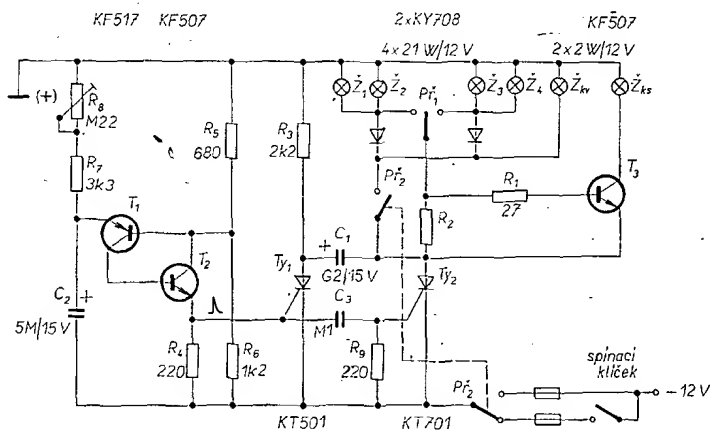 KF517 KF507 2xKY708 KF507
4x21 W/12 V 2x2 W/12 V
(+) R8 M22
Ž1 Ž2 Př1 Ž3 Ž4 Žkv Žks
R5 680
R3 2k2
R7 3k3
T1
T2
Př2
R1 27
T3
R2
C1 G2/15 V
+
Ty1
Ty2
C2 +
5M/15 V
C3 M1
R4 220
R6 1k2
R9 220
spínací
klíček
Př2
-12 V
KT501 KT701